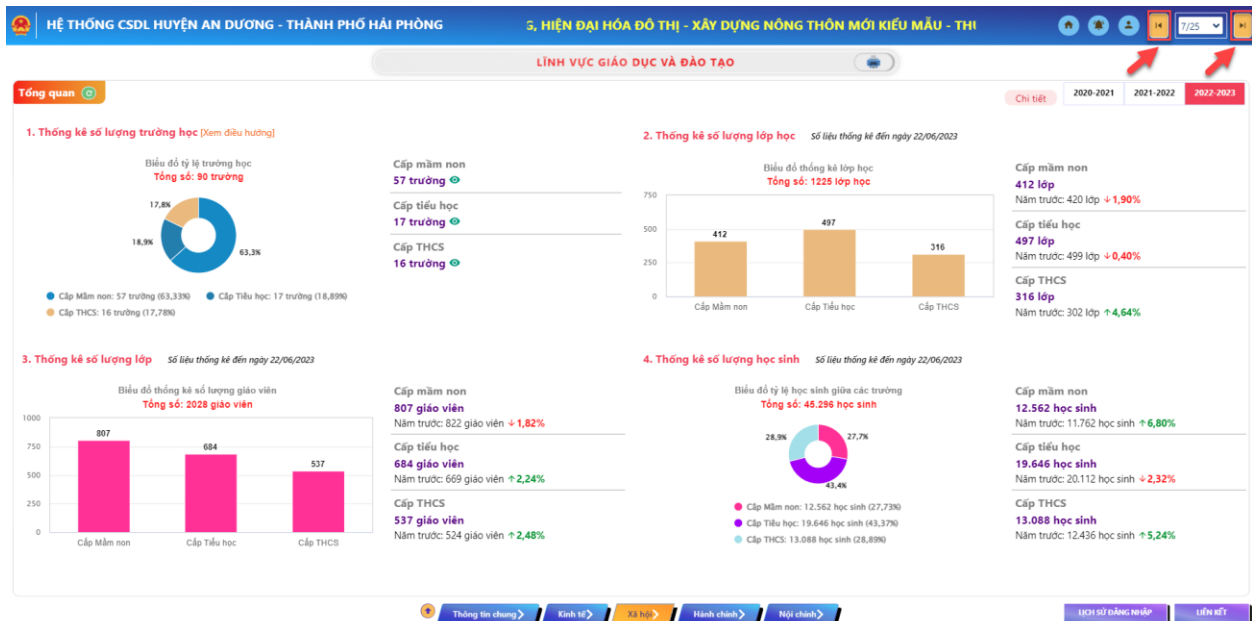 HỆ THỐNG CSDL HUYỆN AN DƯƠNG - THÀNH PHỐ HẢI PHÒNG
G, HIỆN ĐẠI HÓA ĐÔ THỊ - XÂY DỰNG NÔNG THÔN MỚI KIỂU MẪU - THỰ
7/25
LĨNH VỰC GIÁO DỤC VÀ ĐÀO TẠO
Tổng quan
Chi tiết
2020-2021
2021-2022
2022-2023
1. Thống kê số lượng trường học [Xem điều hướng]
Biểu đồ tỷ lệ trường học
Tổng số: 90 trường
17,8%
18,9%
63,3%
Cấp Mầm non: 57 trường (63,33%)
Cấp Tiểu học: 17 trường (18,89%)
Cấp THCS: 16 trường (17,78%)
Cấp mầm non
57 trường
Cấp tiểu học
17 trường
Cấp THCS
16 trường
2. Thống kê số lượng lớp học Số liệu thống kê đến ngày 22/06/2023
Biểu đồ thống kê lớp học
Tổng số: 1225 lớp học
750
500
250
0
412
497
316
Cấp Mầm non
Cấp Tiểu học
Cấp THCS
Cấp mầm non
412 lớp
Năm trước: 420 lớp ↓1,90%
Cấp tiểu học
497 lớp
Năm trước: 499 lớp ↓0,40%
Cấp THCS
316 lớp
Năm trước: 302 lớp ↑4,64%
3. Thống kê số lượng lớp Số liệu thống kê đến ngày 22/06/2023
Biểu đồ thống kê số lượng giáo viên
Tổng số: 2028 giáo viên
1000
750
500
250
0
807
684
537
Cấp Mầm non
Cấp Tiểu học
Cấp THCS
Cấp mầm non
807 giáo viên
Năm trước: 822 giáo viên ↓1,82%
Cấp tiểu học
684 giáo viên
Năm trước: 669 giáo viên ↑2,24%
Cấp THCS
537 giáo viên
Năm trước: 524 giáo viên ↑2,48%
4. Thống kê số lượng học sinh Số liệu thống kê đến ngày 22/06/2023
Biểu đồ tỷ lệ học sinh giữa các trường
Tổng số: 45.296 học sinh
28,9%
27,7%
43,4%
Cấp Mầm non: 12.562 học sinh (27,73%)
Cấp Tiểu học: 19.646 học sinh (43,37%)
Cấp THCS: 13.088 học sinh (28,89%)
Cấp mầm non
12.562 học sinh
Năm trước: 11.762 học sinh ↑6,80%
Cấp tiểu học
19.646 học sinh
Năm trước: 20.112 học sinh ↓2,32%
Cấp THCS
13.088 học sinh
Năm trước: 12.436 học sinh ↑5,24%
Thông tin chung
Kinh tế
Xã hội
Hành chính
Nội chính
LỊCH SỬ ĐĂNG NHẬP
LIÊN KẾT